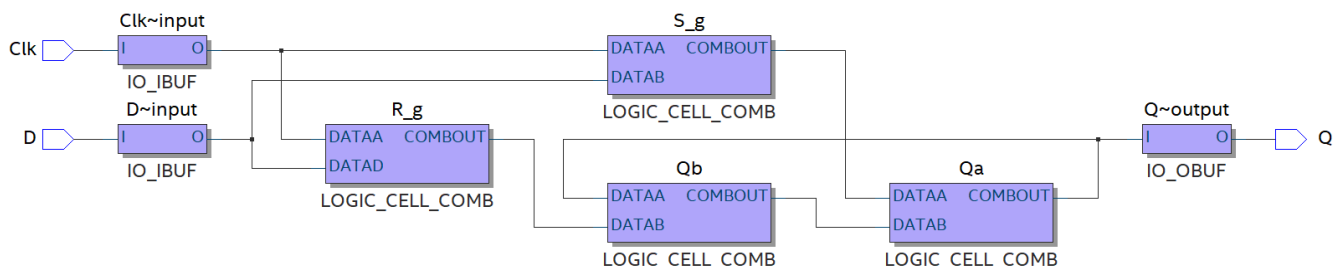 Clk~input
S_g
Clk
I O
DATAA COMBOUT
DATAB
IO_IBUF
LOGIC_CELL_COMB
D~input
R_g
Q~output
D
I O
DATAA COMBOUT
I O
Q
DATAD
IO_IBUF
Qb
Qa
IO_OBUF
LOGIC_CELL_COMB
DATAA COMBOUT
DATAA COMBOUT
DATAB
DATAB
LOGIC_CELL_COMB
LOGIC_CELL_COMB